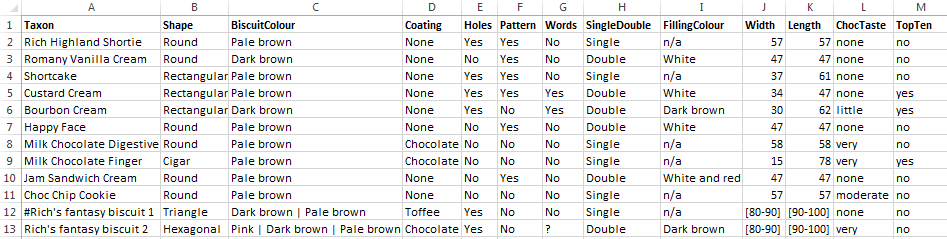 A B C D E F G H I J K L M
1 Taxon Shape BiscuitColour Coating Holes Pattern Words SingleDouble FillingColour Width Length ChocTaste TopTen
2 Rich Highland Shortie Round Pale brown None Yes Yes No Single n/a 57 57 none no
3 Romany Vanilla Cream Round Dark brown None No Yes No Double White 47 47 none no
4 Shortcake Rectangular Pale brown None Yes Yes No Single n/a 37 61 none no
5 Custard Cream Rectangular Pale brown None Yes Yes Yes Double White 34 47 none yes
6 Bourbon Cream Rectangular Dark brown None Yes No Yes Double Dark brown 30 62 little yes
7 Happy Face Round Pale brown None No Yes No Double White 47 47 none no
8 Milk Chocolate Digestive Round Pale brown Chocolate No No No Single n/a 58 58 very no
9 Milk Chocolate Finger Cigar Pale brown Chocolate No No No Single n/a 15 78 very yes
10 Jam Sandwich Cream Round Pale brown None No Yes No Double White and red 47 47 none no
11 Choc Chip Cookie Round Pale brown None No No No Single n/a 57 57 moderate no
12 #Rich's fantasy biscuit 1 Triangle Dark brown | Pale brown Toffee Yes No No Single n/a [80-90] [90-100] none no
13 Rich's fantasy biscuit 2 Hexagonal Pink | Dark brown | Pale brown Chocolate Yes No ? Double Dark brown [80-90] [90-100] very no